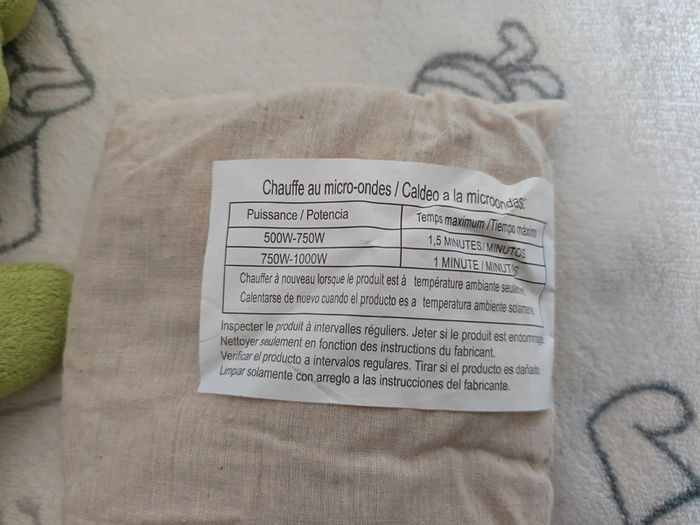 Chauffe au micro-ondes / Caldeo a la microondas:
Puissance / Potencia
Temps maximum /Tiempo máximo
500W-750W
1,5 MINUTES/ MINUTOS
750W-1000W
1 MINUTE / MINUTOS
Chauffer à nouveau lorsque le produit est à température ambiante
Calentarse de nuevo cuando el producto es a temperatura ambiente
Inspecter le produit à intervalles réguliers. Jeter si le produit est
Nettoyer seulement en fonction des instructions du fabricant.
Verificar el producto a intervalos regulares. Tirar si el producto es dañado.
Limpiar solamente con arreglo a las instrucciones del fabricante.